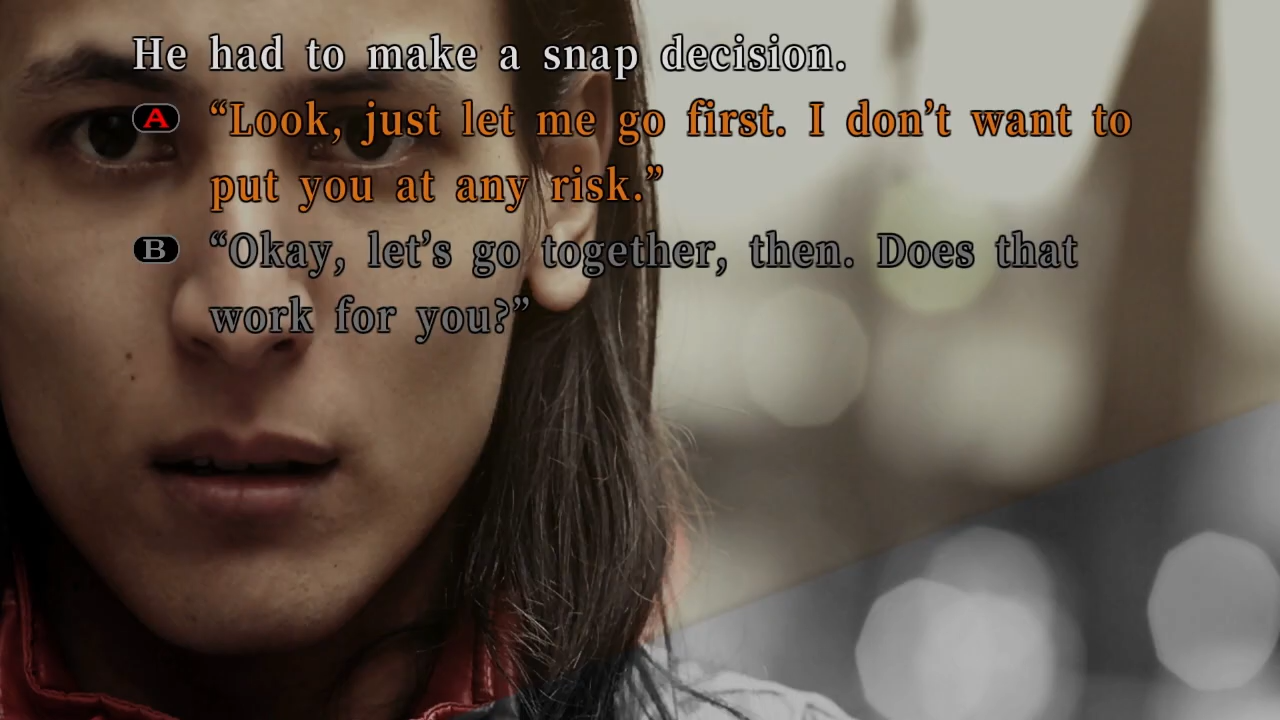 He had to make a snap decision.
A “Look, just let me go first. I don’t want to
put you at any risk.”
B “Okay, let’s go together, then. Does that
work for you?”